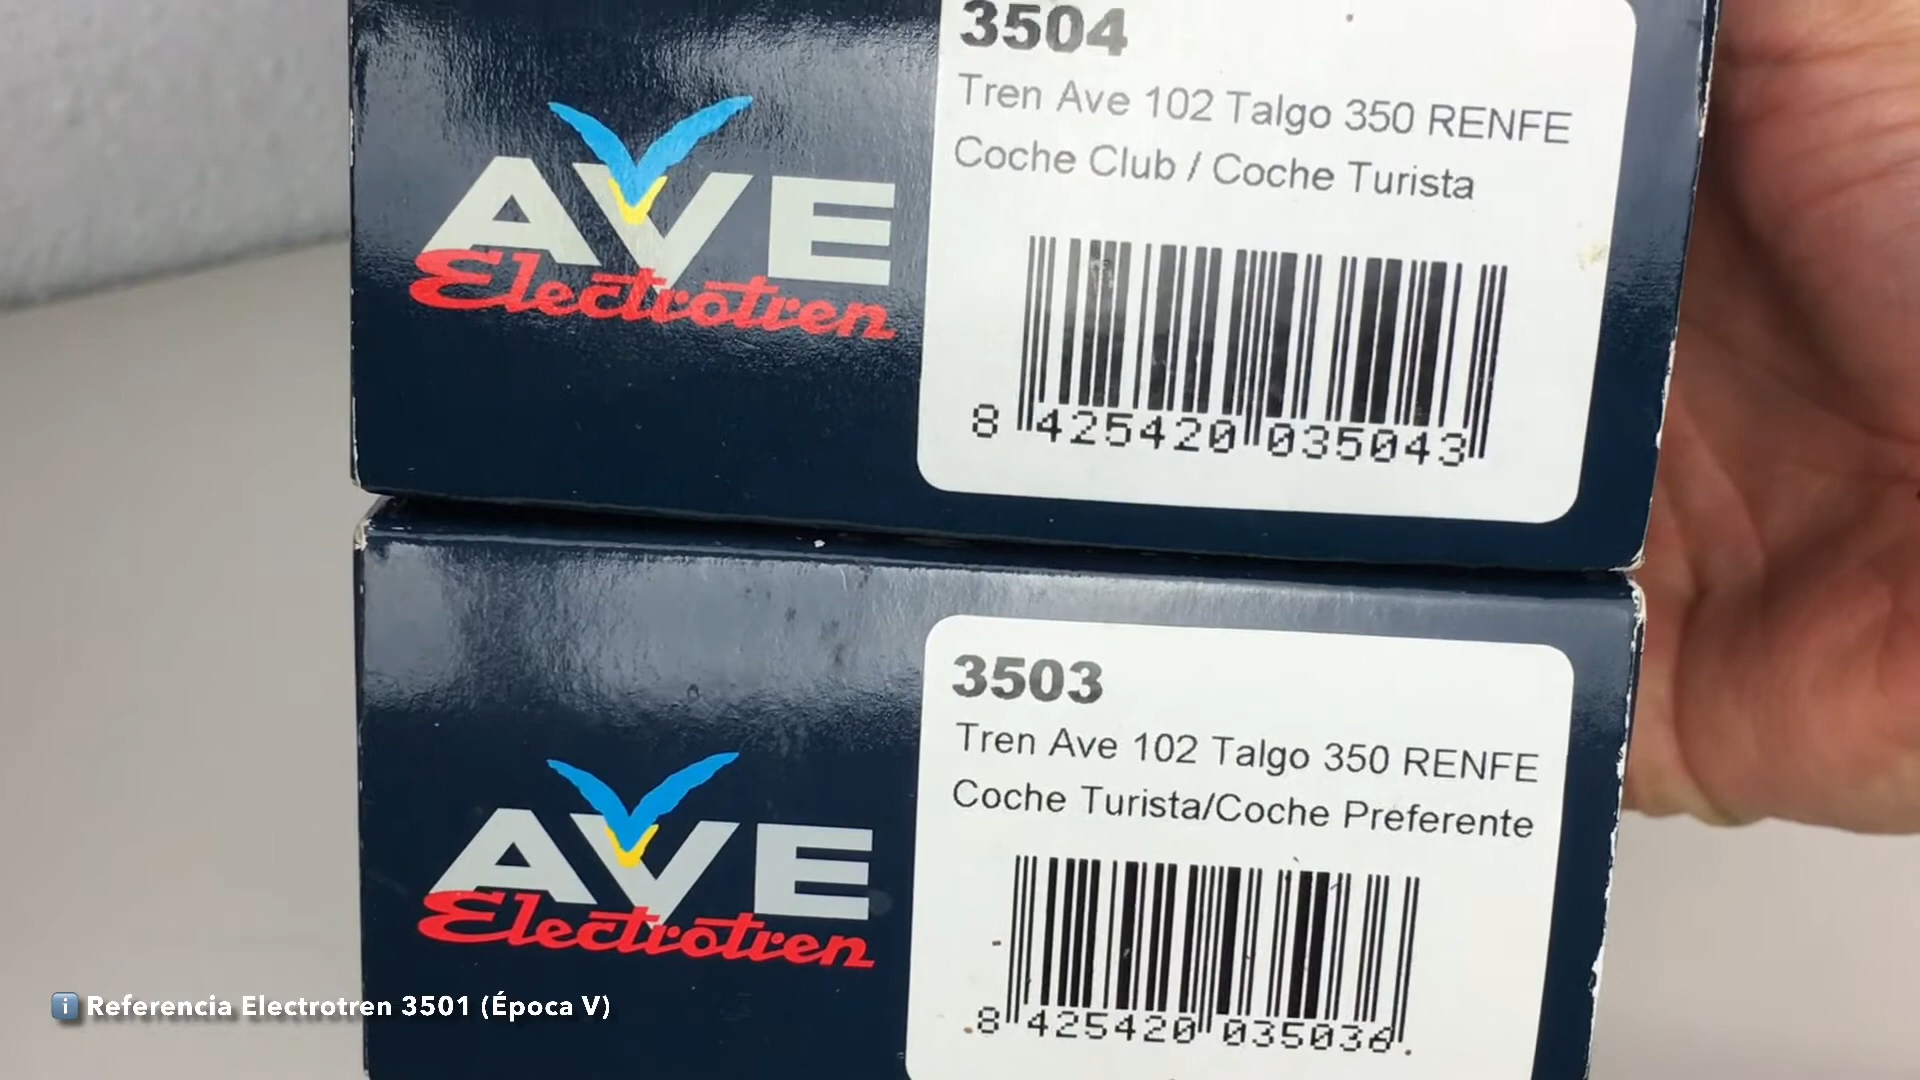 3504
Tren Ave 102 Talgo 350 RENFE
Coche Club / Coche Turista
AVE
Electrotren
8 425420 035043
3503
Tren Ave 102 Talgo 350 RENFE
Coche Turista/Coche Preferente
AVE
Electrotren
8 425420 035036
Referencia Electrotren 3501 (Época V)